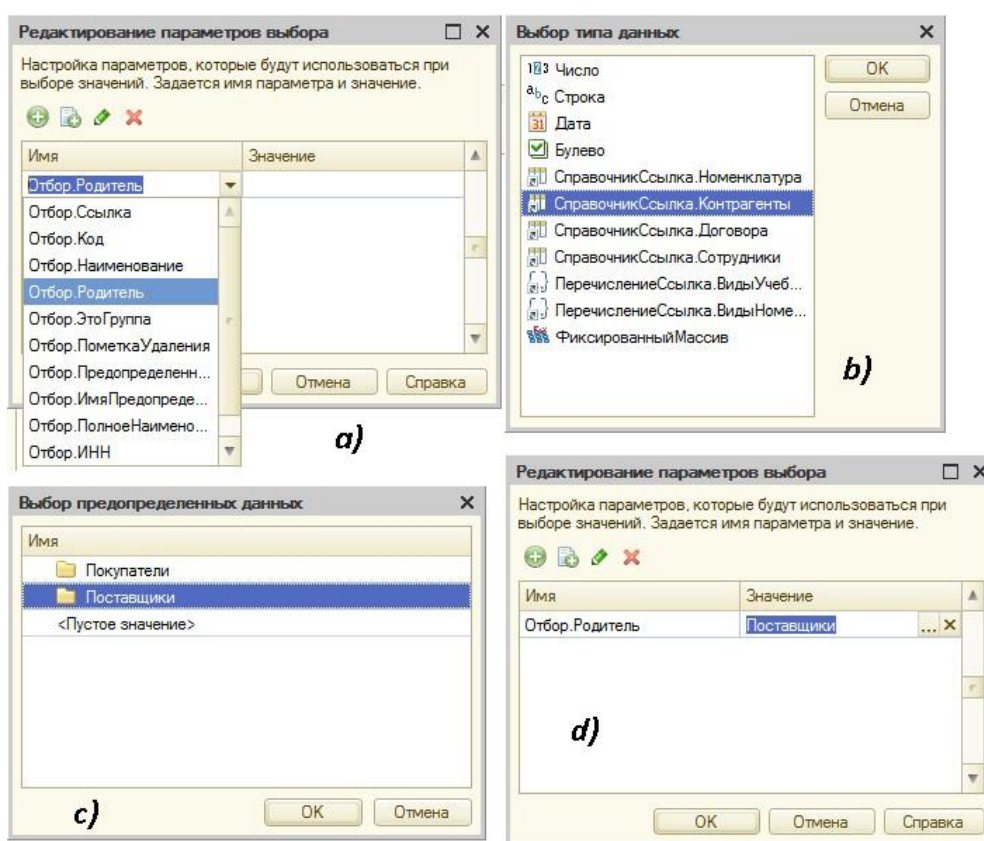 Редактирование параметров выбора
Настройка параметров, которые будут использоваться при
выборе значений. Задается имя параметра и значение.
Имя Значение
Отбор.Родитель
Отбор.Ссылка
Отбор.Код
Отбор.Наименование
Отбор.Родитель
Отбор.ЭтоГруппа
Отбор.ПометкаУдаления
Отбор.Предопределенн...
Отбор.ИмяПредопреде...
Отбор.ПолноеНаимено...
Отбор.ИНН
Отмена Справка
a)
Выбор типа данных
Число
Строка
Дата
Булево
СправочникСсылка.Номенклатура
СправочникСсылка.Контрагенты
СправочникСсылка.Договора
СправочникСсылка.Сотрудники
ПеречислениеСсылка.ВидыУчеб...
ПеречислениеСсылка.ВидыНоме...
ФиксированныйМассив
OK
Отмена
b)
Выбор предопределенных данных
Имя
Покупатели
Поставщики
<Пустое значение>
c)
OK Отмена
Редактирование параметров выбора
Настройка параметров, которые будут использоваться при
выборе значений. Задается имя параметра и значение.
Имя Значение
Отбор.Родитель Поставщики ...
d)
OK Отмена Справка